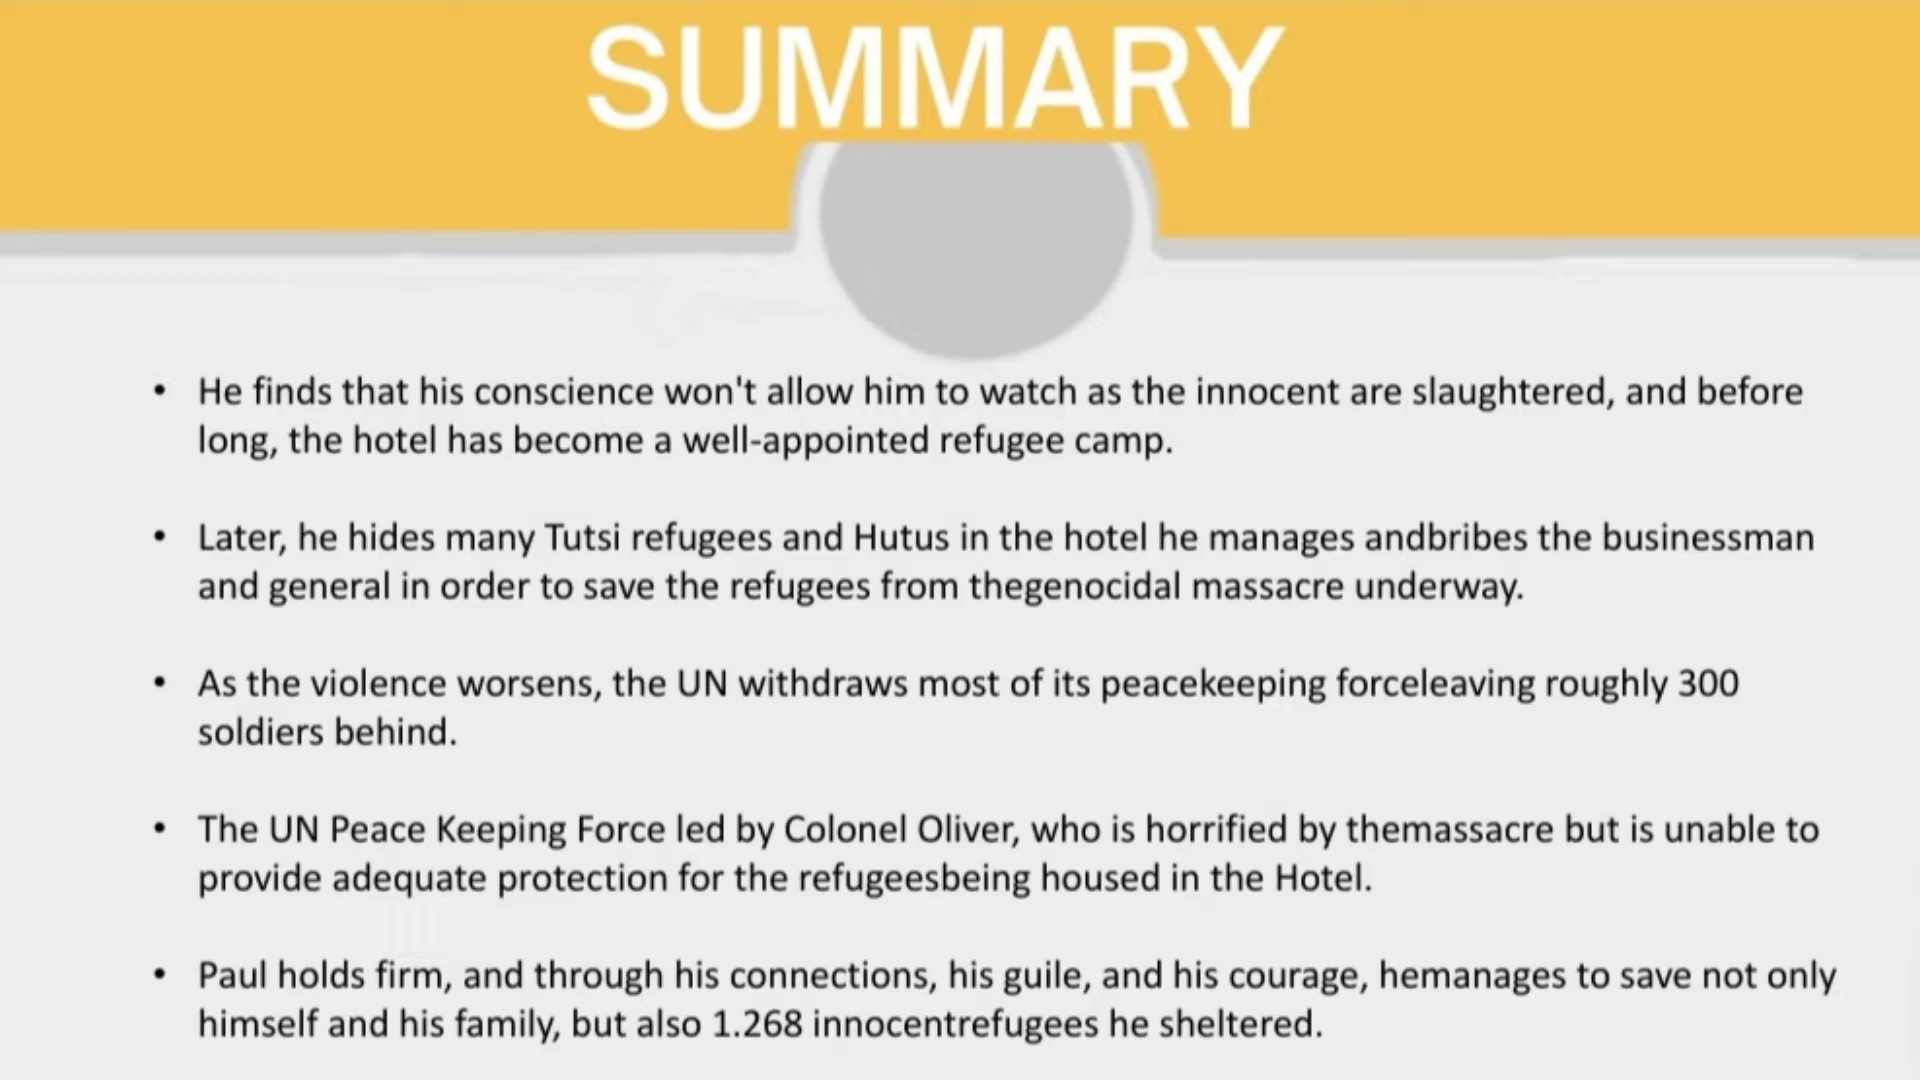 SUMMARY
• He finds that his conscience won't allow him to watch as the innocent are slaughtered, and before
long, the hotel has become a well-appointed refugee camp.
• Later, he hides many Tutsi refugees and Hutus in the hotel he manages andbribes the businessman
and general in order to save the refugees from thegenocidal massacre underway.
• As the violence worsens, the UN withdraws most of its peacekeeping forceleaving roughly 300
soldiers behind.
• The UN Peace Keeping Force led by Colonel Oliver, who is horrified by themassacre but is unable to
provide adequate protection for the refugeesbeing housed in the Hotel.
• Paul holds firm, and through his connections, his guile, and his courage, hemanages to save not only
himself and his family, but also 1.268 innocentrefugees he sheltered.